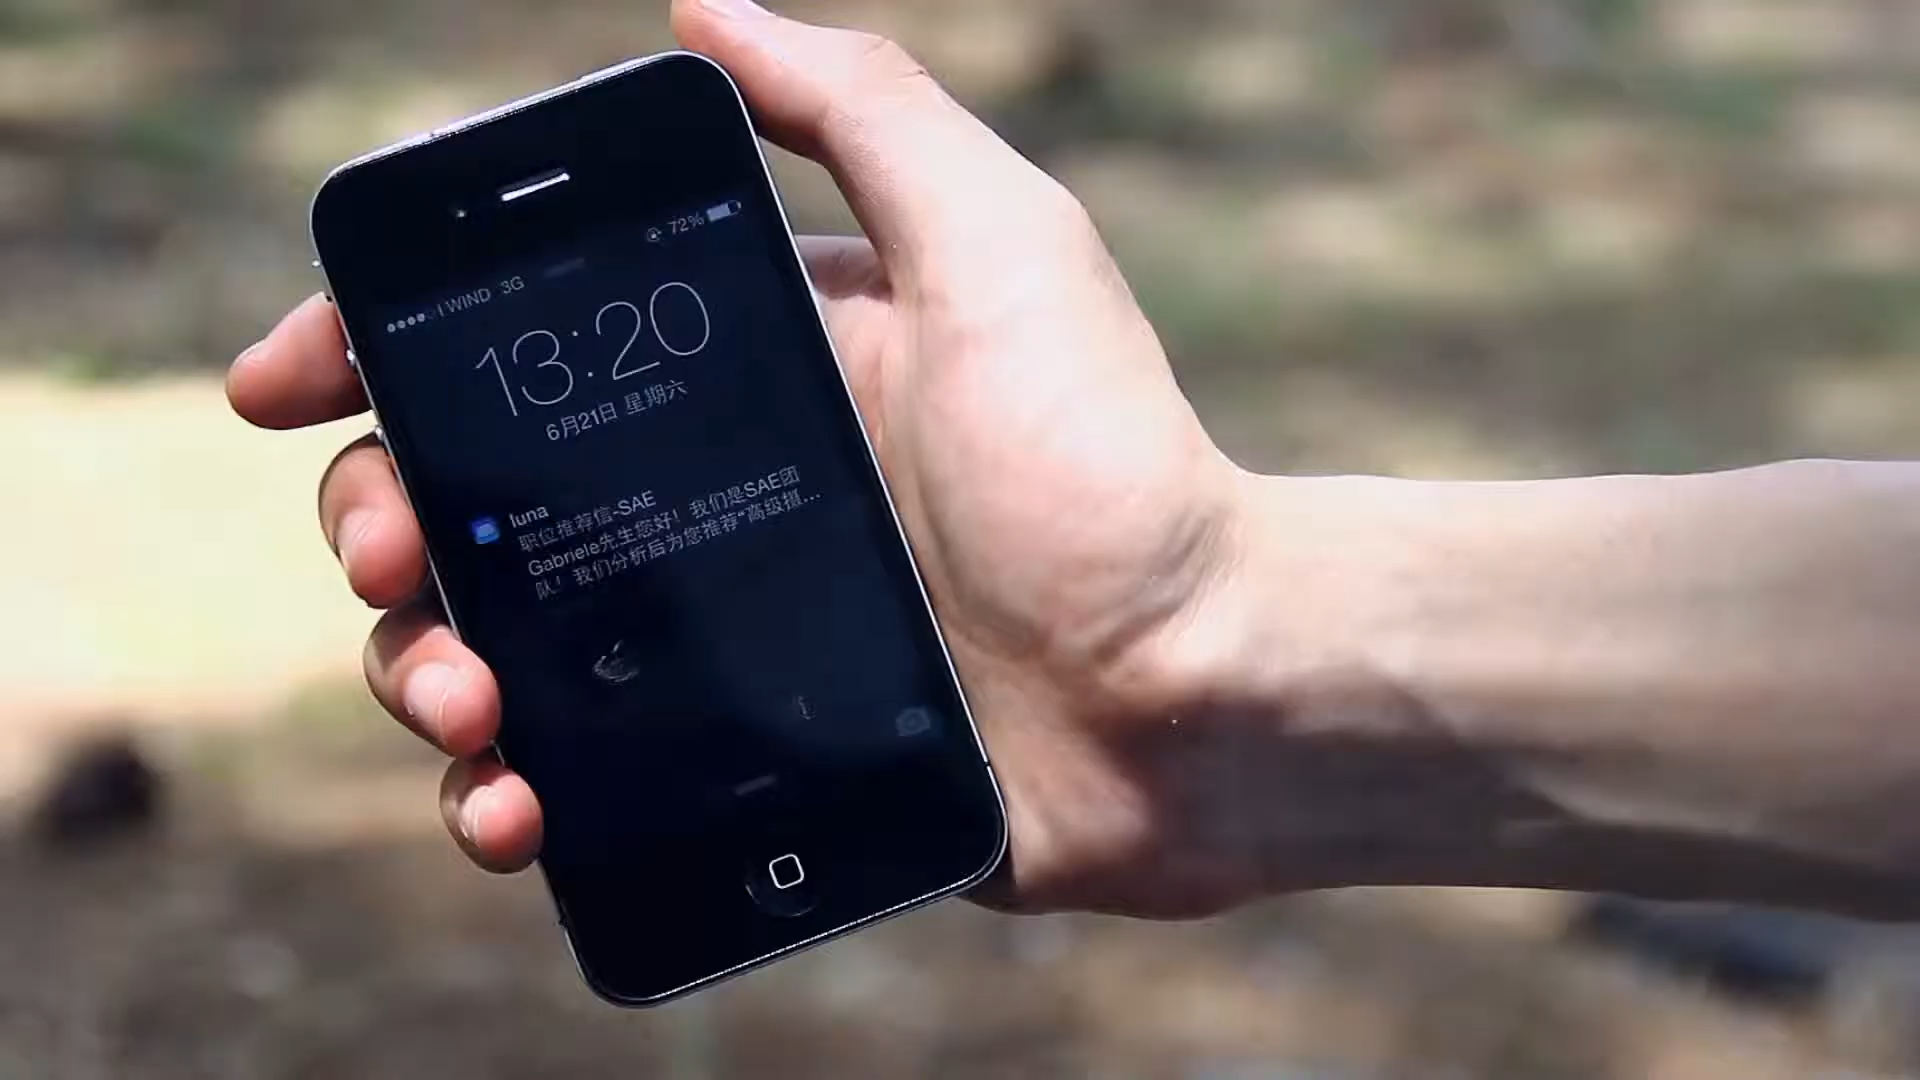 72%
I WIND 3G
13:20
6月21日 星期六
luna
职位推荐信-SAE
Gabriele先生您好！我们是SAE团
队！我们分析后为您推荐“高级摄...